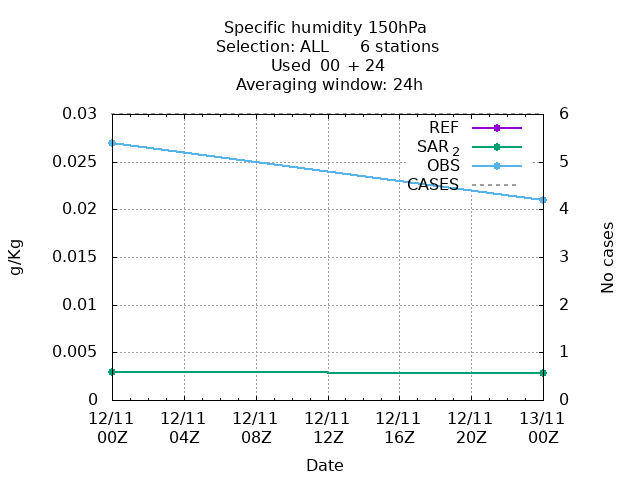 Specific humidity 150hPa
Selection: ALL 6 stations
Used 00 + 24
Averaging window: 24h
0.03
0.025
0.02
0.015
0.01
0.005
0
6
5
4
3
2
1
0
REF
SAR 2
OBS
CASES
g/Kg
No cases
12/11 12/11 12/11 12/11 12/11 12/11 13/11
00Z 04Z 08Z 12Z 16Z 20Z 00Z
Date